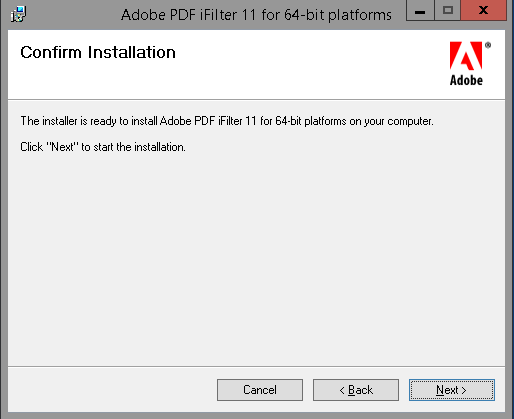 Adobe PDF iFilter 11 for 64-bit platforms
Confirm Installation
Adobe
The installer is ready to install Adobe PDF iFilter 11 for 64-bit platforms on your computer.
Click "Next" to start the installation.
Cancel
< Back
Next >